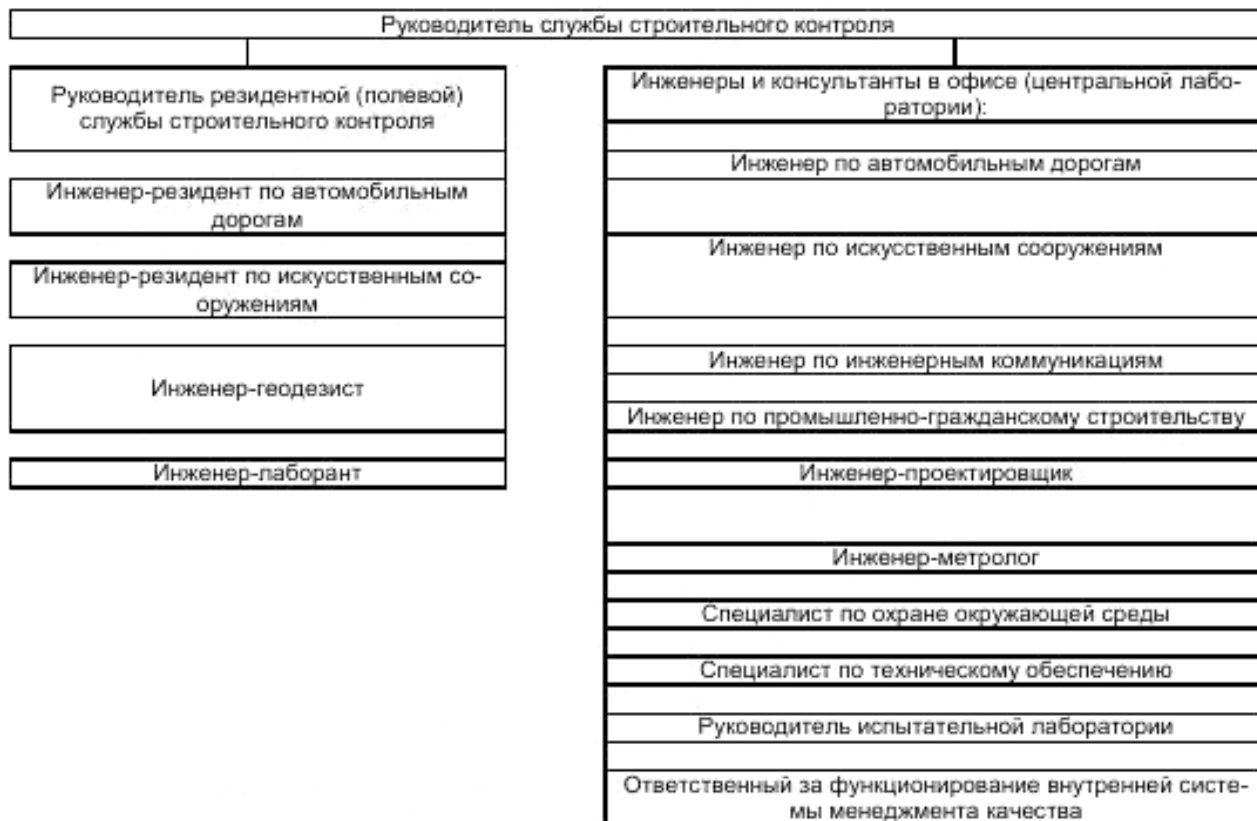 Руководитель службы строительного контроля
Руководитель резидентной (полевой)
службы строительного контроля
Инженер-резидент по автомобильным
дорогам
Инженер-резидент по искусственным со-
оружениям
Инженер-геодезист
Инженер-лаборант
Инженеры и консультанты в офисе (центральной лабо-
ратории):
Инженер по автомобильным дорогам
Инженер по искусственным сооружениям
Инженер по инженерным коммуникациям
Инженер по промышленно-гражданскому строительству
Инженер-проектировщик
Инженер-метролог
Специалист по охране окружающей среды
Специалист по техническому обеспечению
Руководитель испытательной лаборатории
Ответственный за функционирование внутренней систе-
мы менеджмента качества